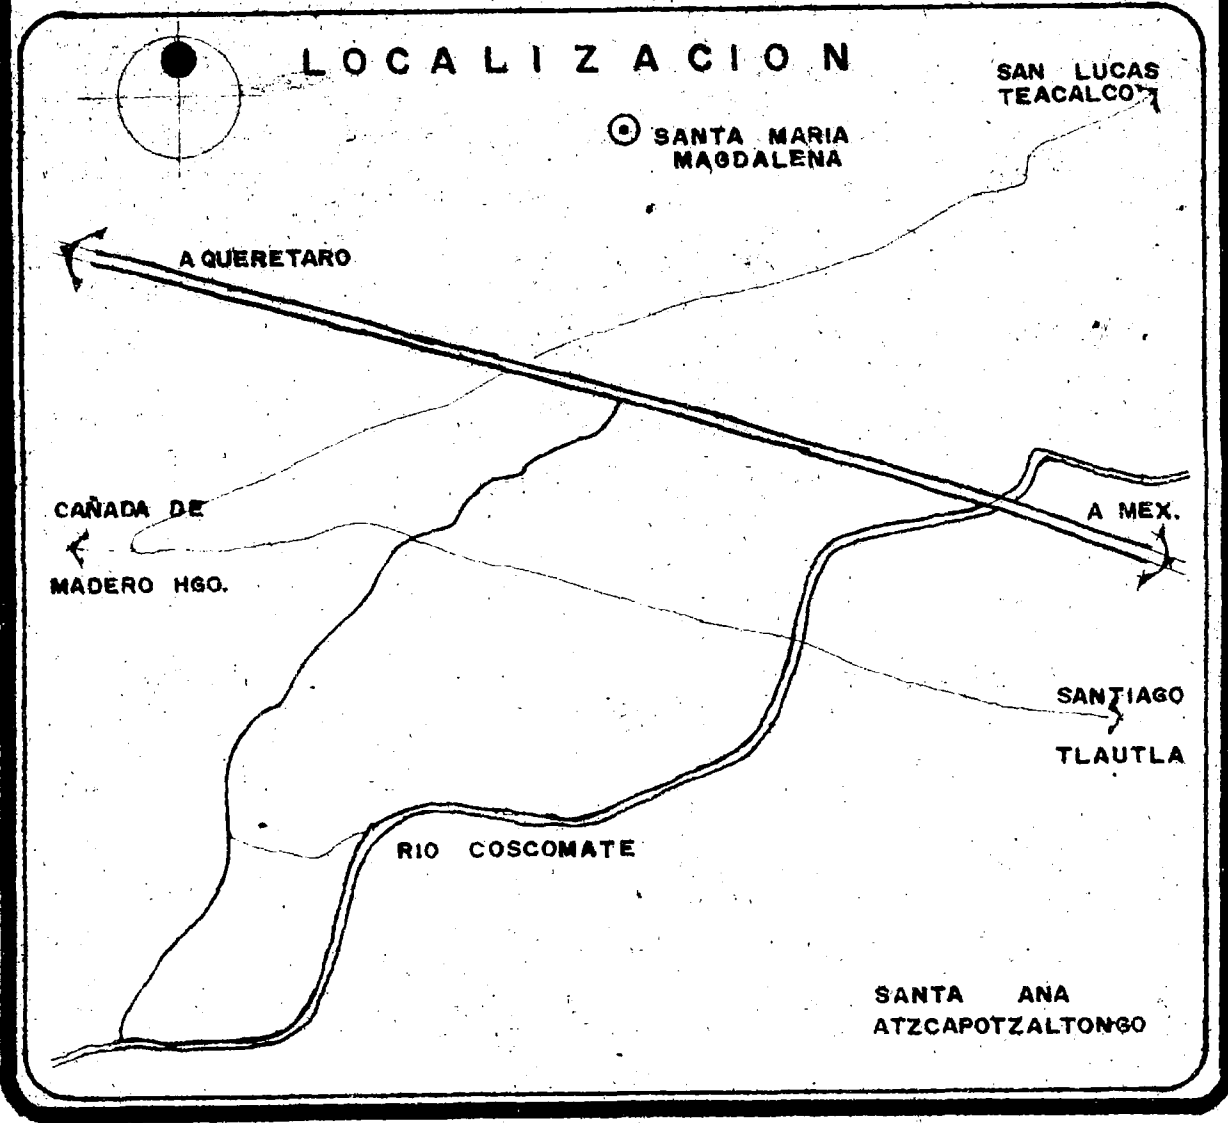 LOCALIZACION
SAN LUCAS
TEACALCO
SANTA MARIA
MAGDALENA
A QUERETARO
CAÑADA DE
MADERO HGO.
A MEX.
SANTIAGO
TLAUTLA
RIO COSCOMATE
SANTA ANA
ATZCAPOTZALTONGO